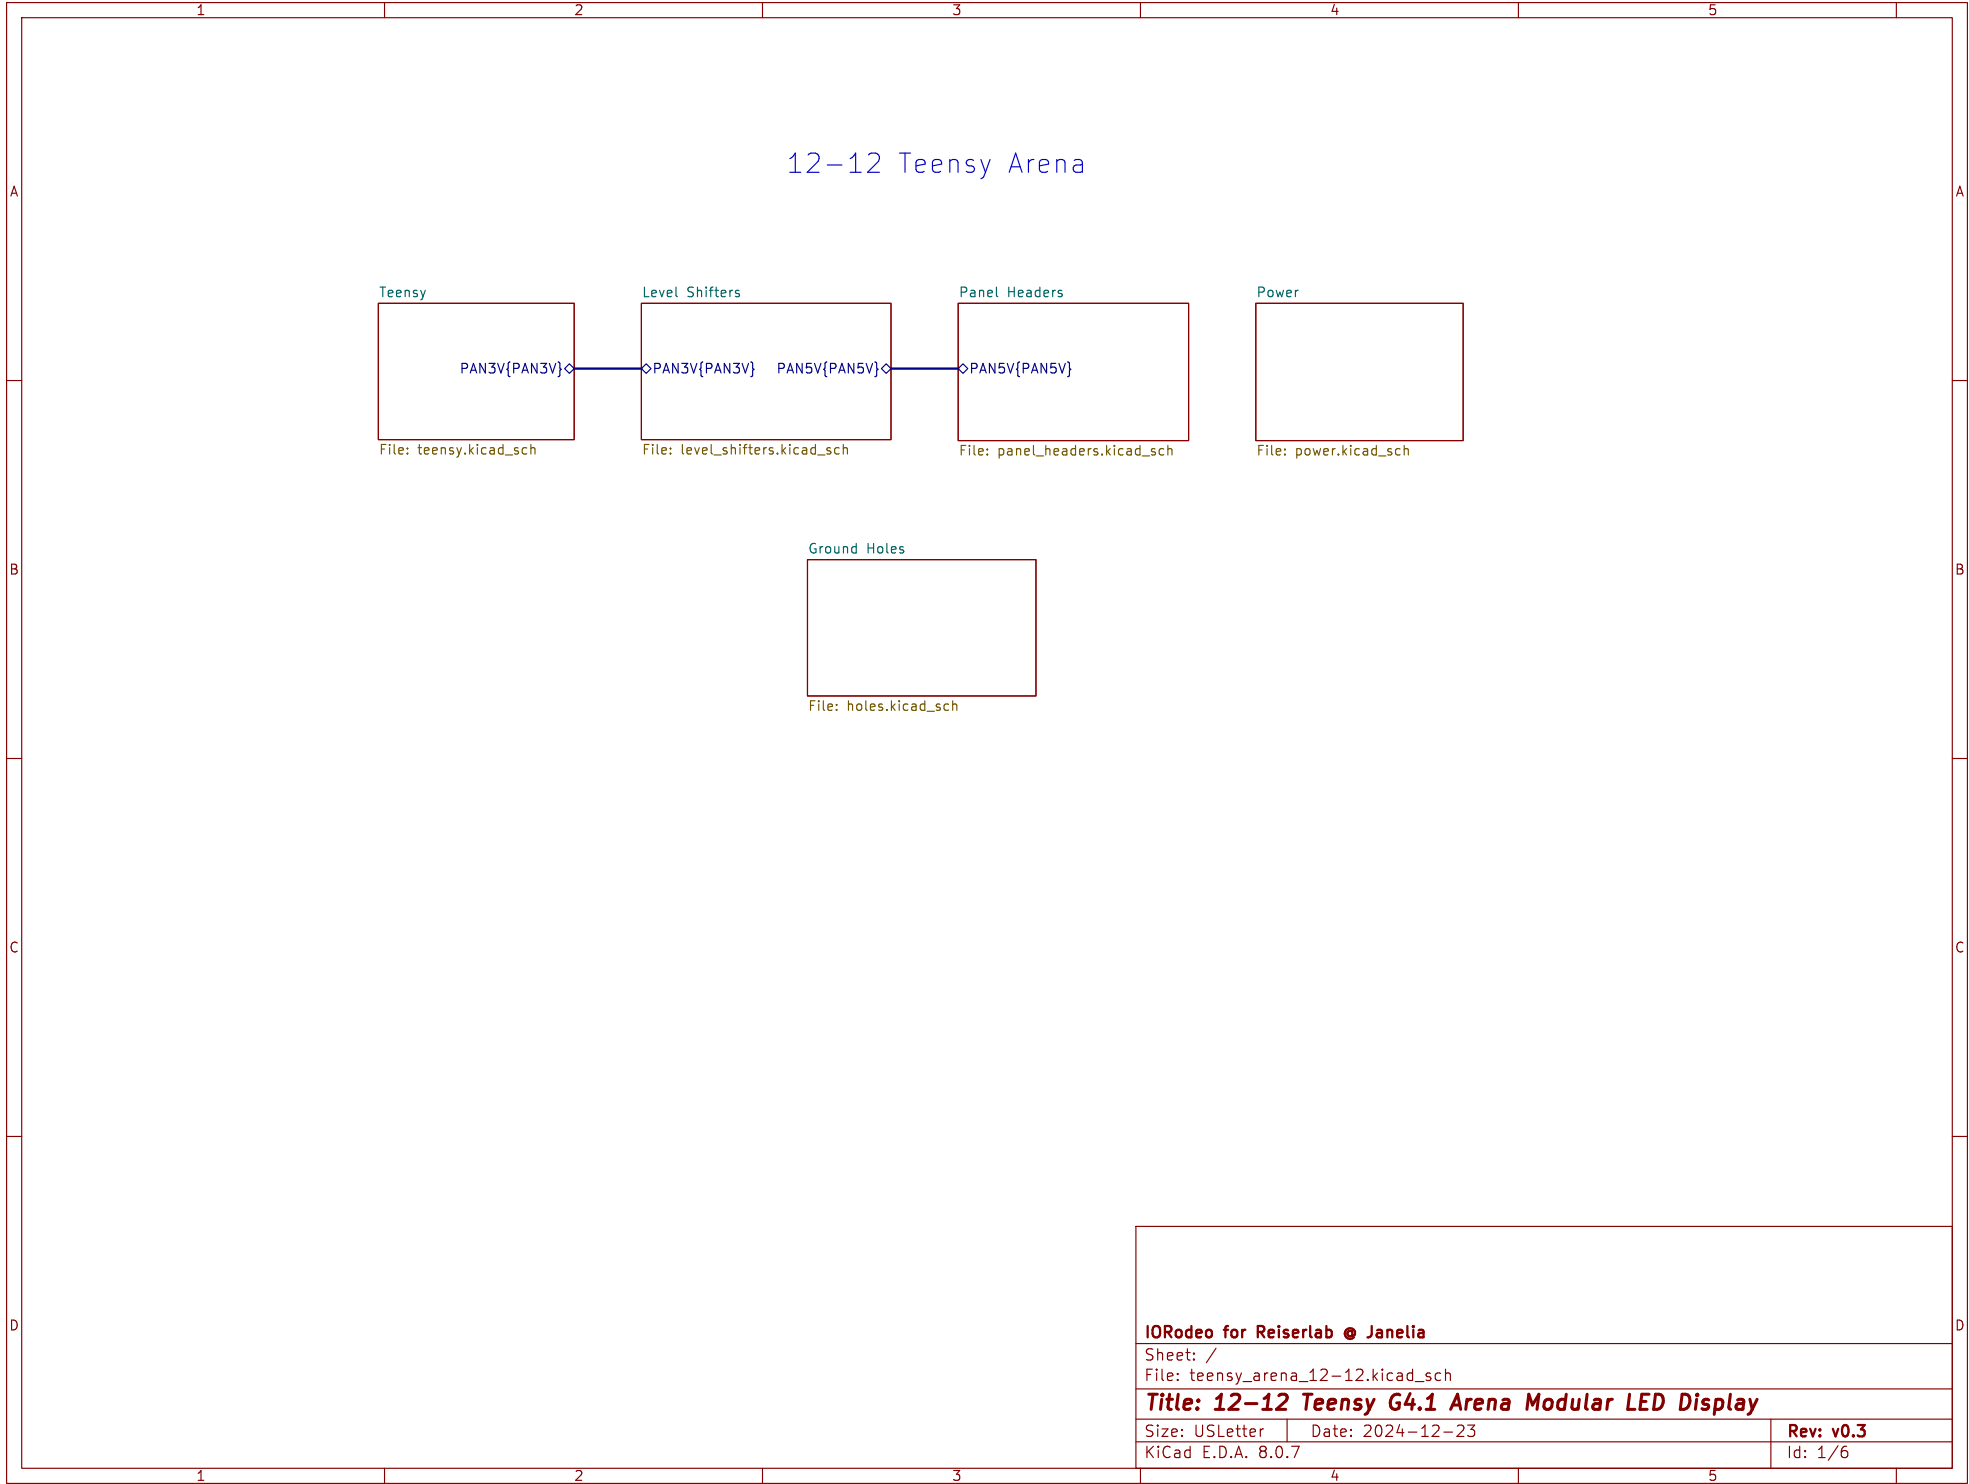 1 2 3 4 5
12-12 Teensy Arena
A A
Teensy Level Shifters Panel Headers Power
PAN3V{PAN3V} PAN3V{PAN3V} PAN5V{PAN5V} PAN5V{PAN5V}
File: teensy.kicad_sch File: level_shifters.kicad_sch File: panel_headers.kicad_sch File: power.kicad_sch
Ground Holes
B B
File: holes.kicad_sch
C C
D D
IORodeo for Reiserlab @ Janelia
Sheet: /
File: teensy_arena_12-12.kicad_sch
Title: 12-12 Teensy G4.1 Arena Modular LED Display
Size: USLetter Date: 2024-12-23 Rev: v0.3
KiCad E.D.A. 8.0.7 Id: 1/6
1 2 3 4 5